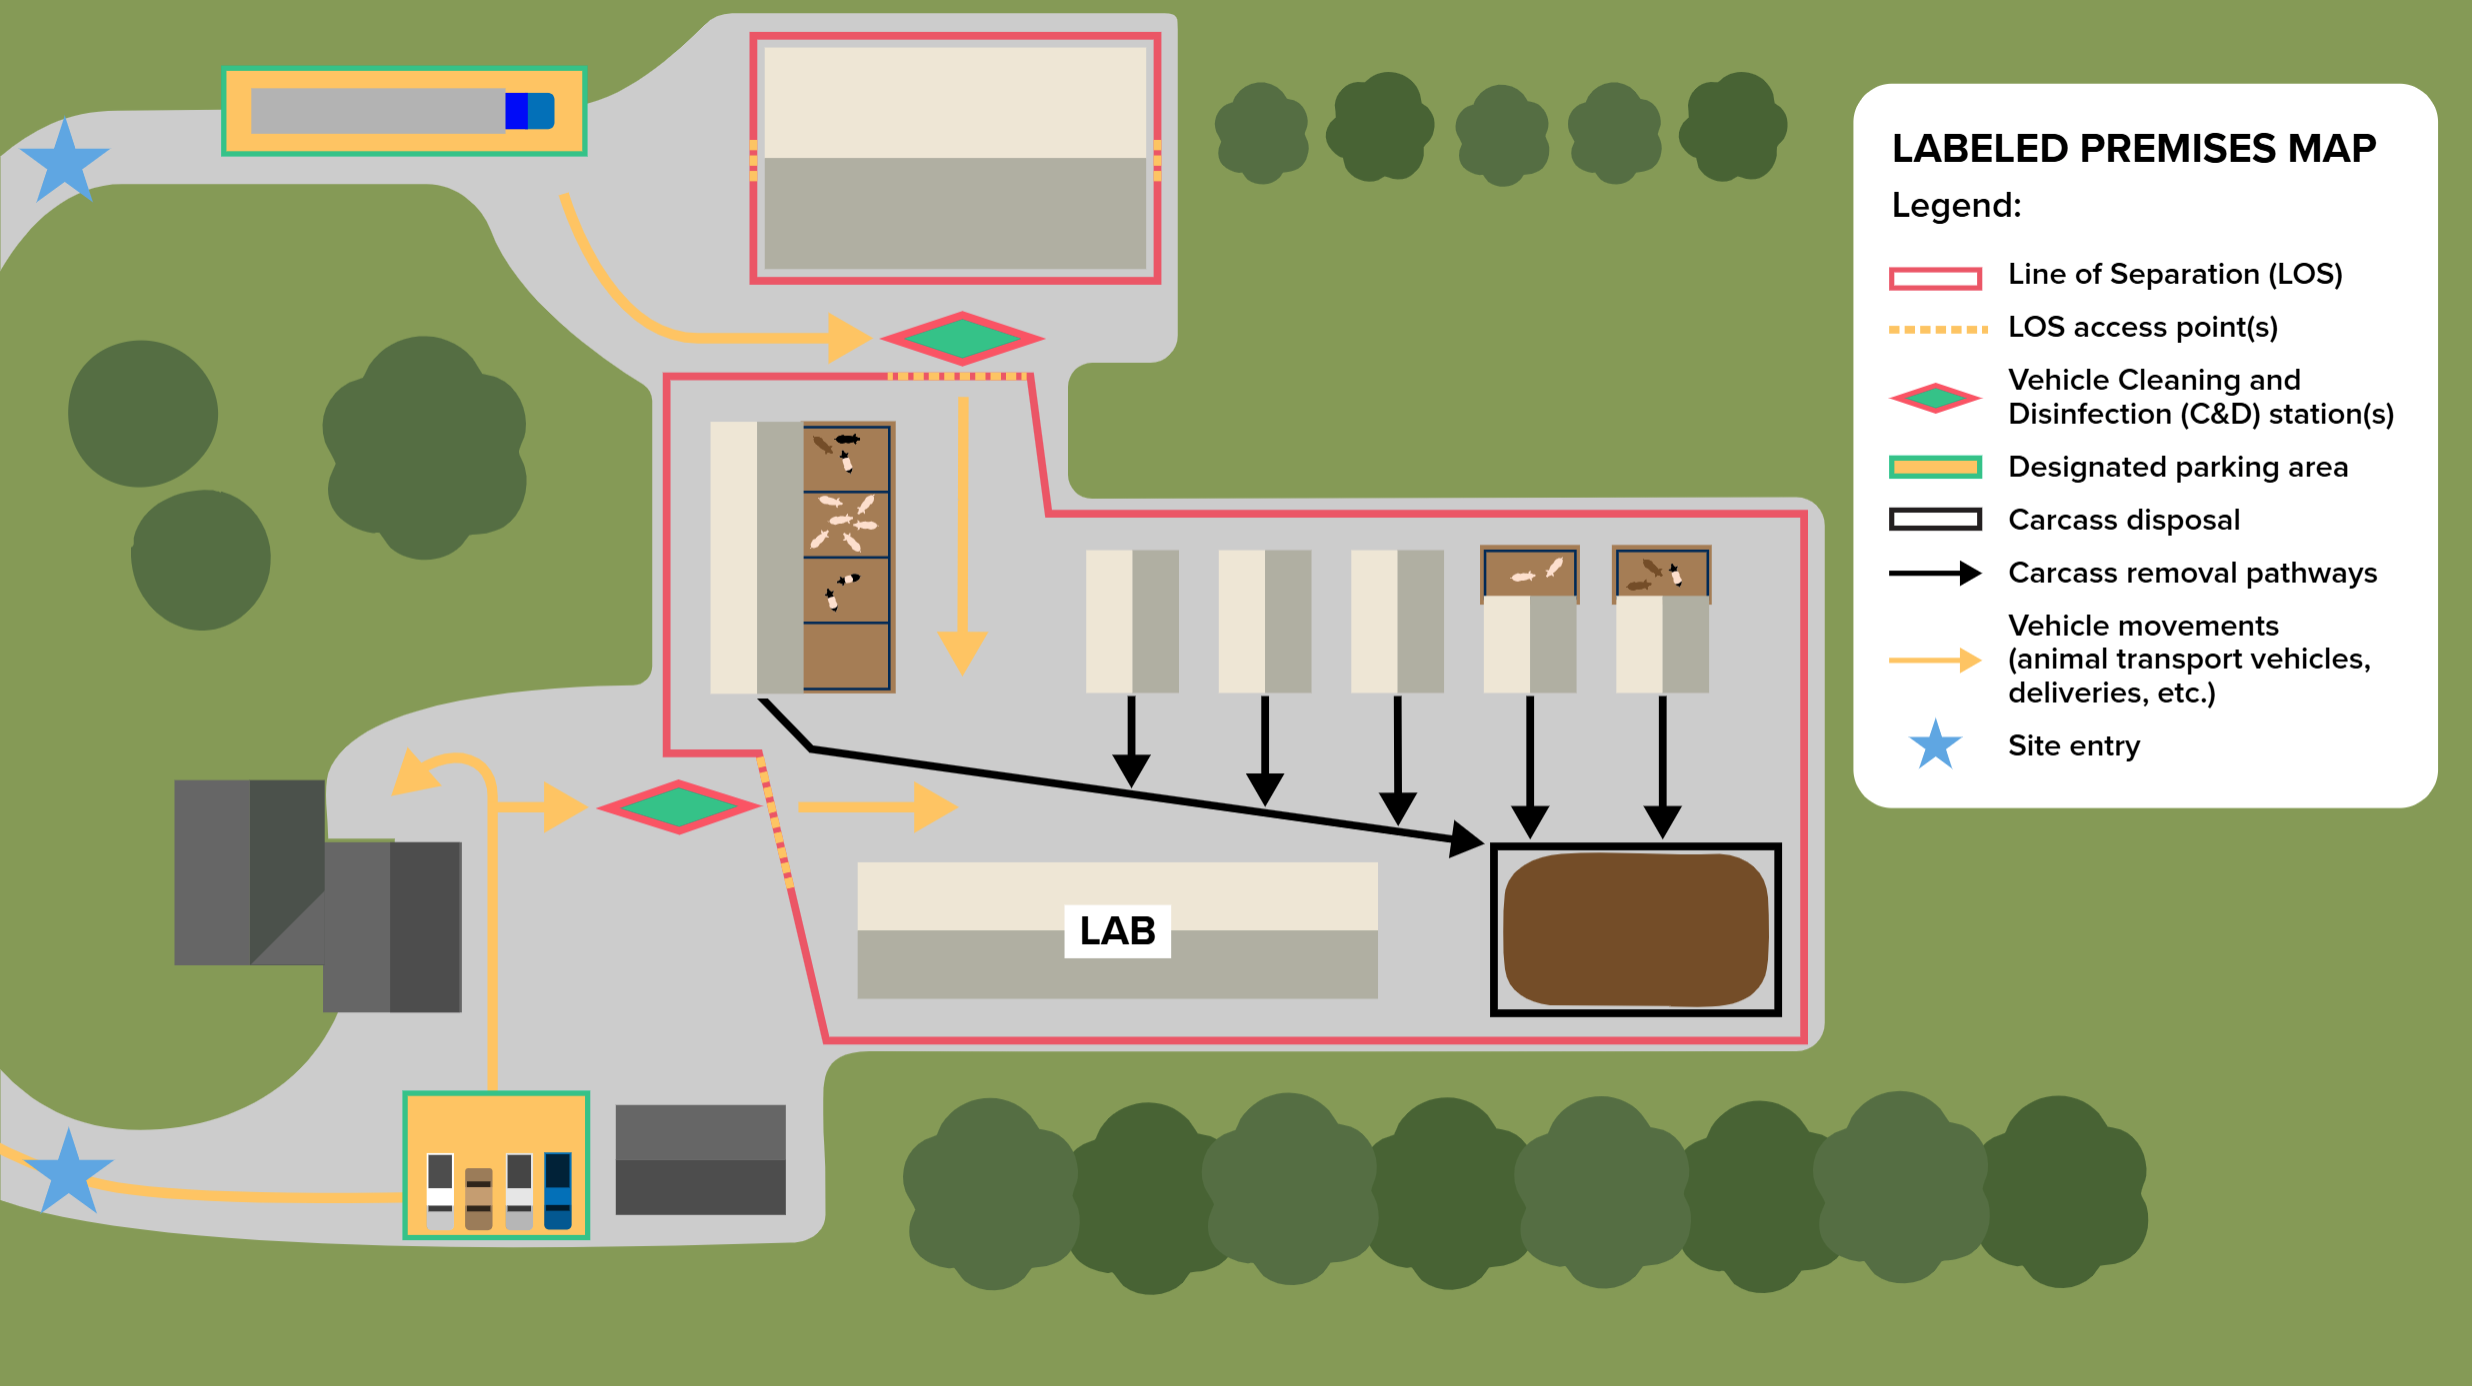 LABELED PREMISES MAP
Legend:
Line of Separation (LOS)
LOS access point(s)
Vehicle Cleaning and
Disinfection (C&D) station(s)
Designated parking area
Carcass disposal
Carcass removal pathways
Vehicle movements
(animal transport vehicles,
deliveries, etc.)
Site entry
LAB